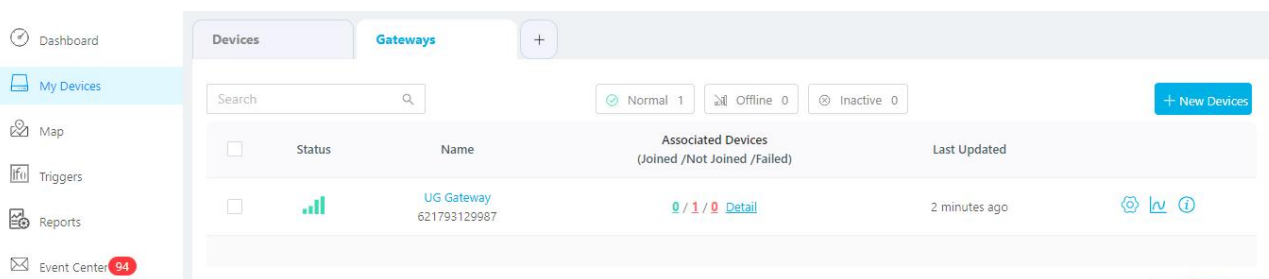 Dashboard
My Devices
Map
Triggers
Reports
Event Center 94
Devices
Gateways
+
Search
Normal 1
Offline 0
Inactive 0
+ New Devices
Status
Name
Associated Devices
(Joined /Not Joined /Failed)
Last Updated
UG Gateway
621793129987
0 / 1 / 0 Detail
2 minutes ago